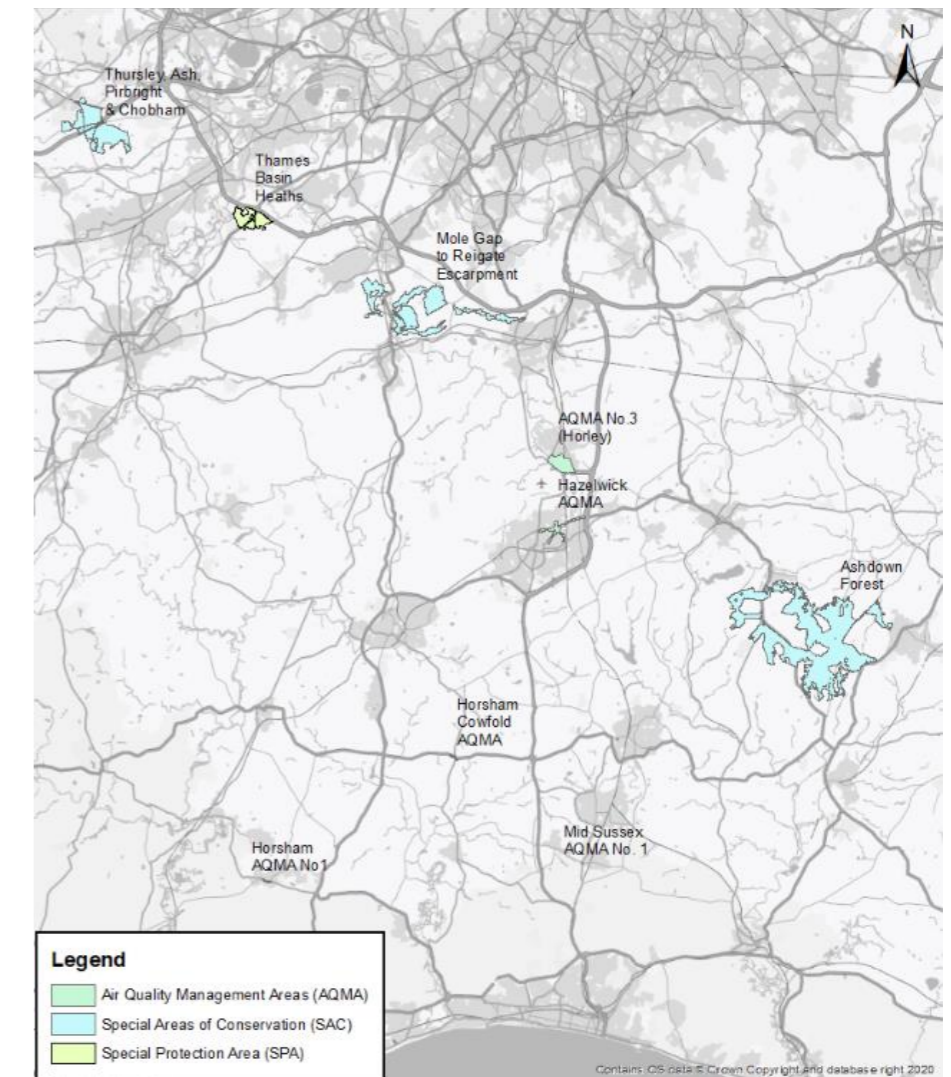 N
Thursley, Ash,
Pirbright
& Chobham
Thames
Basin
Heaths
Mole Gap
to Reigate
Escarpment
AQMA No.3
(Horley)
Hazelwick
AQMA
Ashdown
Forest
Horsham
Cowfold
AQMA
Mid Sussex
AQMA No. 1
Horsham
AQMA No1
Legend
Air Quality Management Areas (AQMA)
Special Areas of Conservation (SAC)
Special Protection Area (SPA)
Contains OS data © Crown Copyright and database right 2020